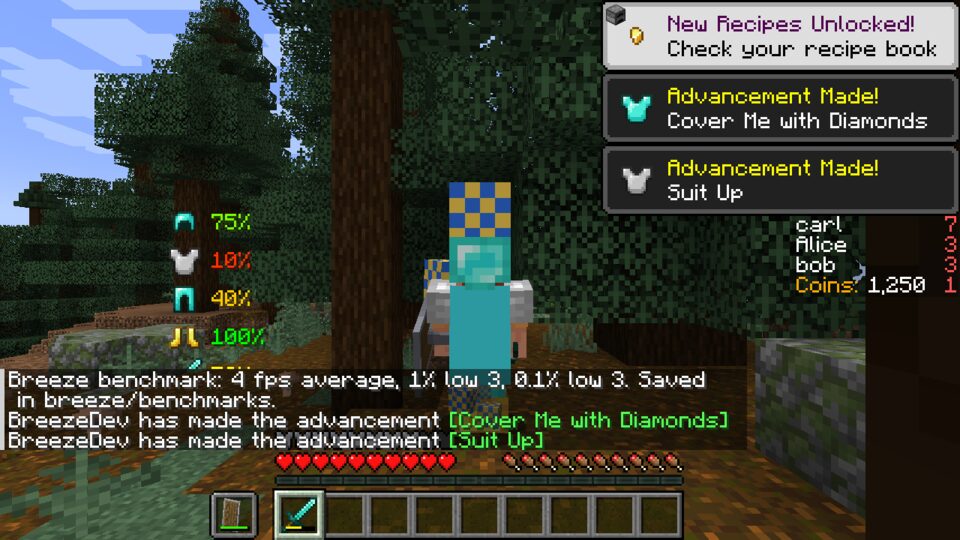 New Recipes Unlocked!
Check your recipe book
Advancement Made!
Cover Me with Diamonds
Advancement Made!
Suit Up
carl 7
Alice 3
bob 3
Coins: 1,250 1
75%
10%
40%
100%
Breeze benchmark: 4 fps average, 1% low 3, 0.1% low 3. Saved
in breeze/benchmarks.
BreezeDev has made the advancement [Cover Me with Diamonds]
BreezeDev has made the advancement [Suit Up]